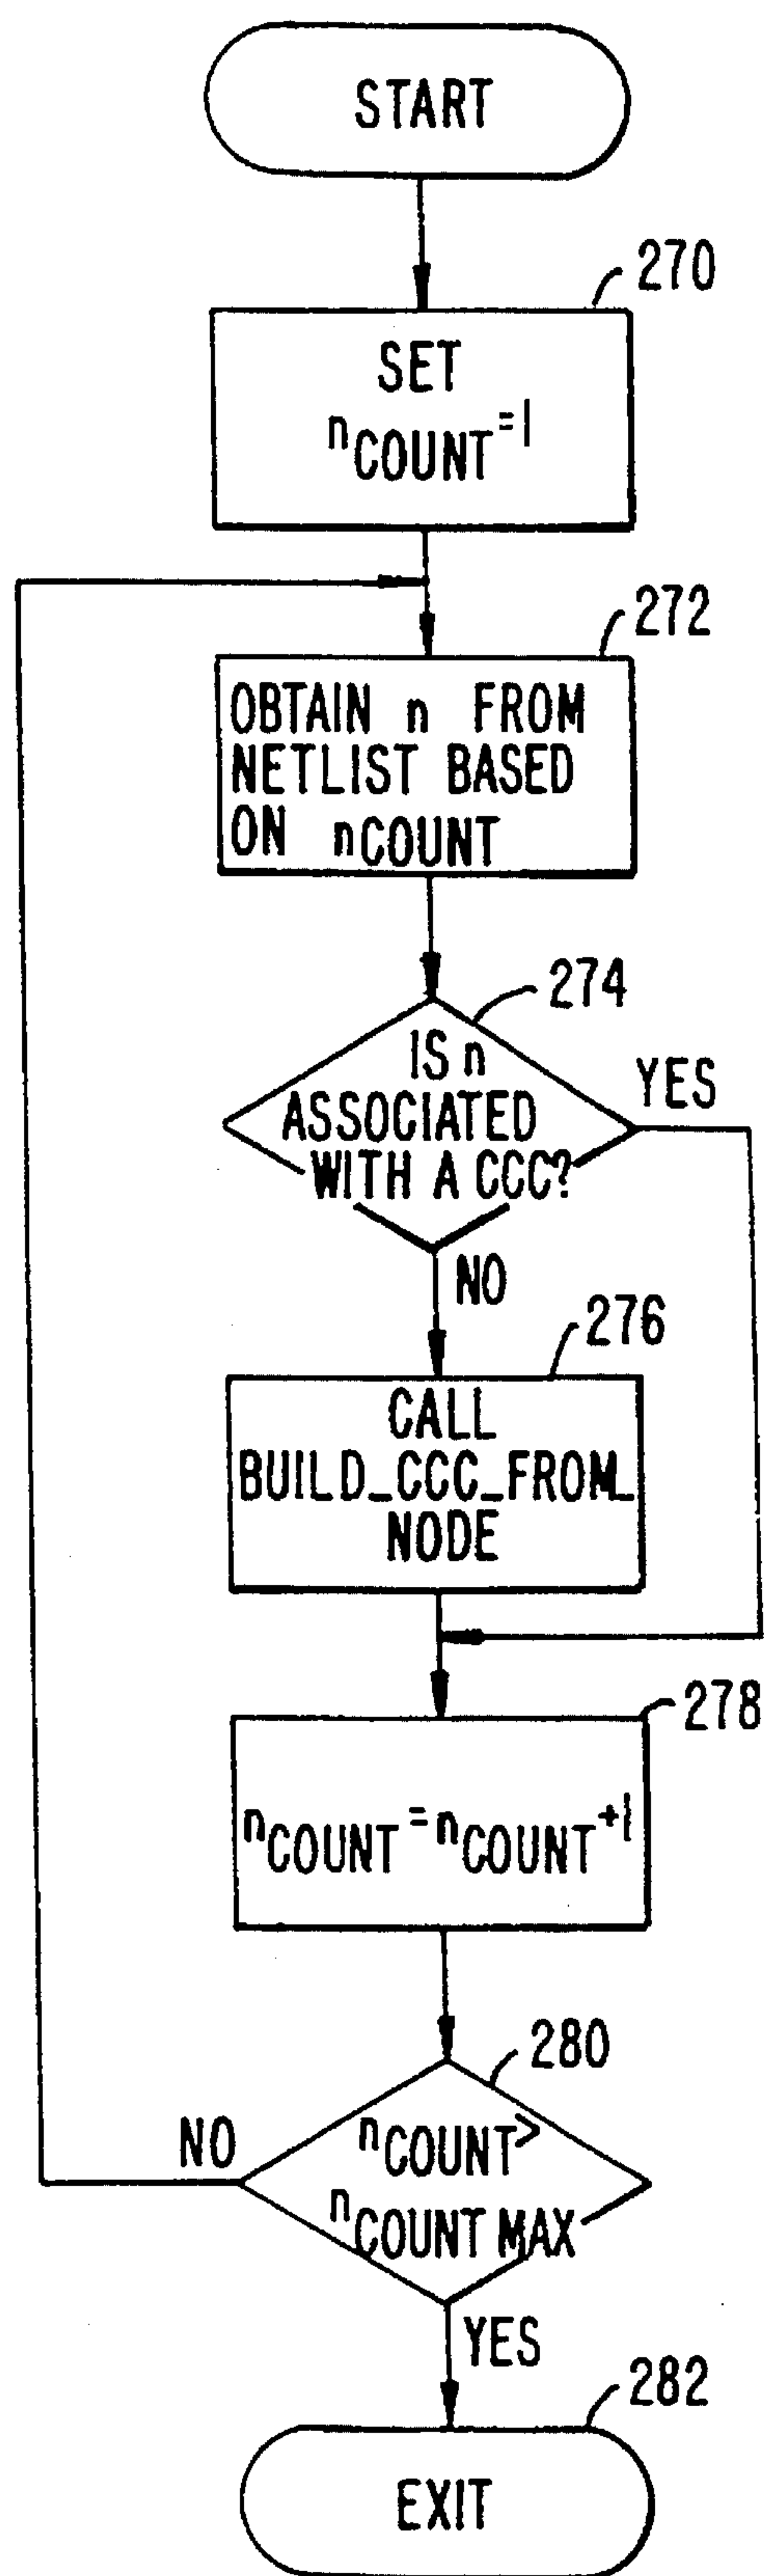 START
270
SET
nCOUNT=1
272
OBTAIN n FROM
NETLIST BASED
ON nCOUNT
274
IS n
ASSOCIATED
WITH A CCC?
YES
NO
276
CALL
BUILD_CCC_FROM_
NODE
278
nCOUNT=nCOUNT+1
280
nCOUNT>
nCOUNT MAX
NO
YES
282
EXIT